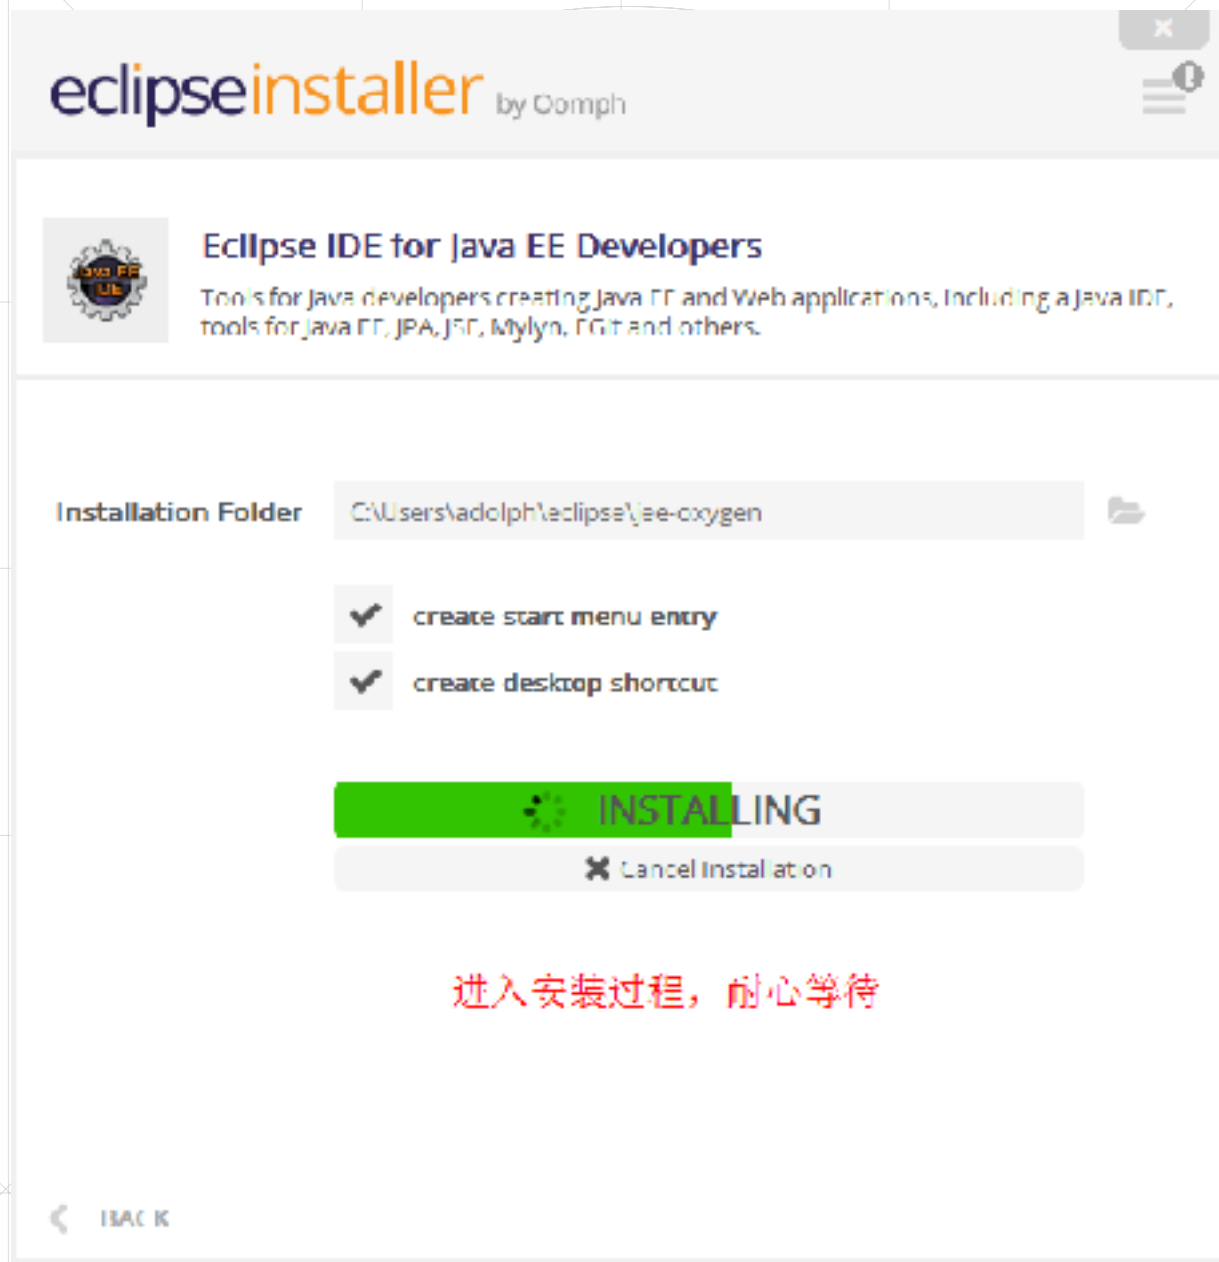 eclipseinstaller by Oomph
Eclipse IDE for Java EE Developers
Tools for Java developers creating Java EE and Web applications, including a Java IDE,
tools for Java EE, JPA, JSF, Mylyn, EGit and others.
Installation Folder C:\Users\adolph\eclipse\jee-oxygen
create start menu entry
create desktop shortcut
INSTALLING
Cancel Installation
进入安装过程，耐心等待
BACK